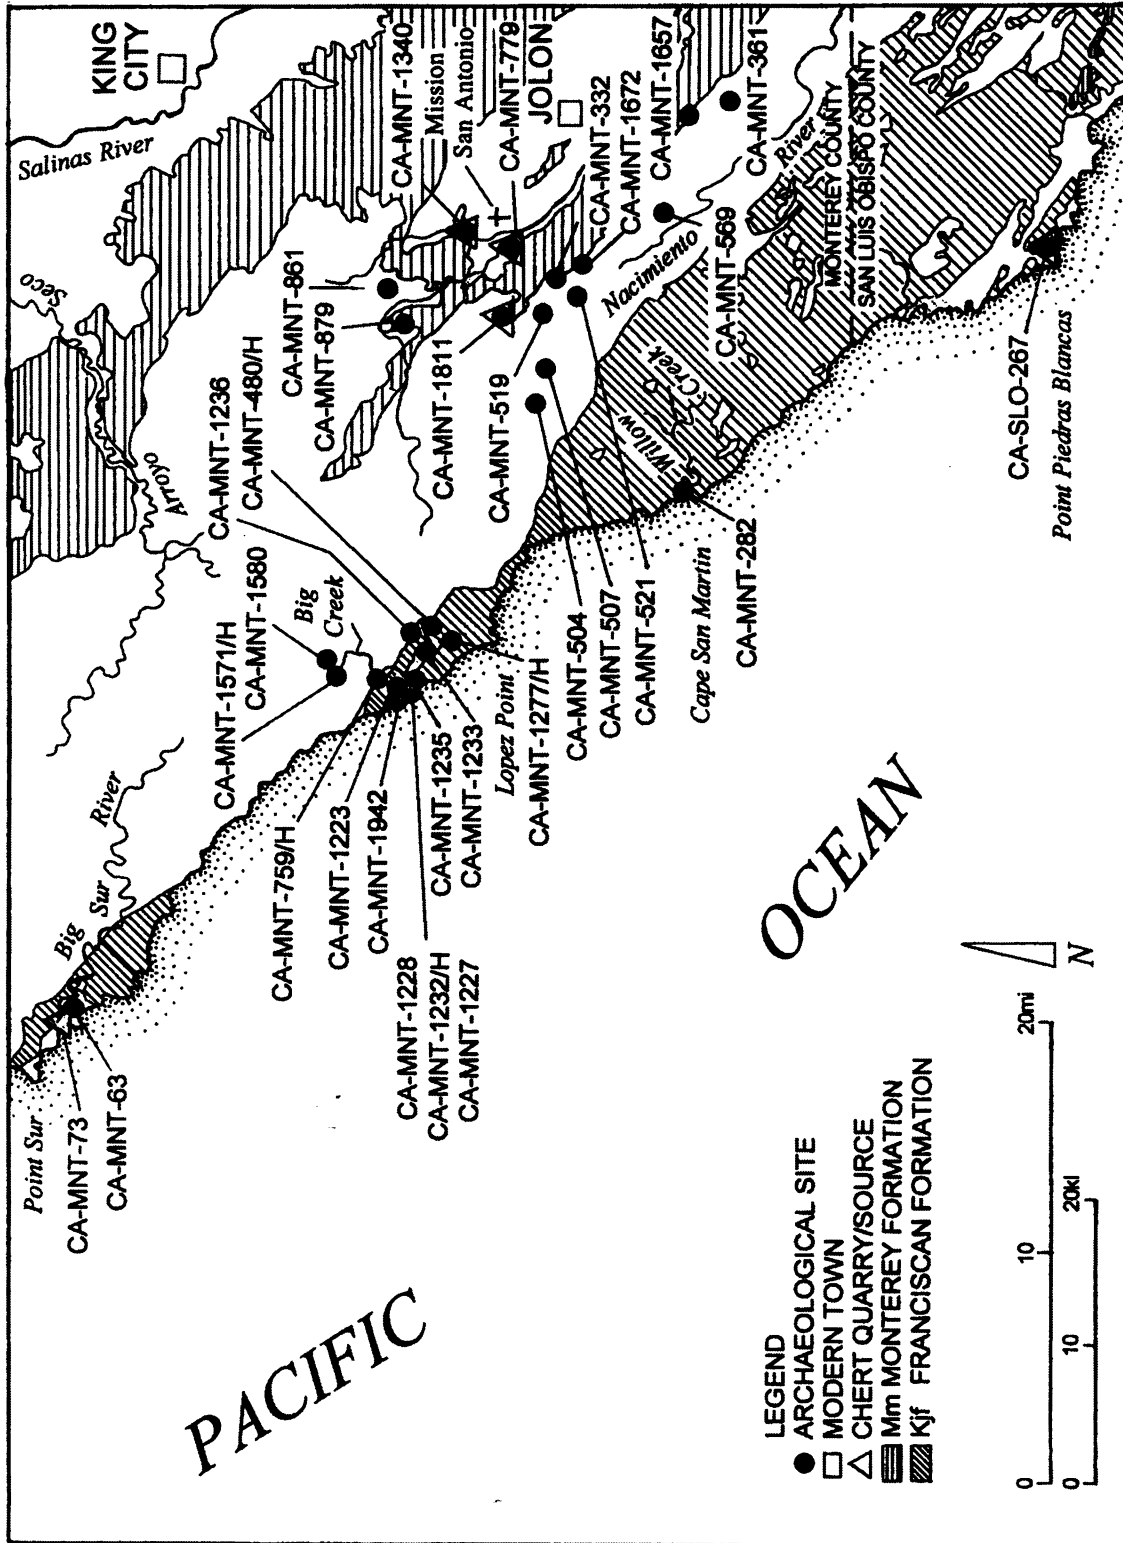 Point Sur
CA-MNT-73
CA-MNT-63
Big
Sur
River
CA-MNT-1571/H
CA-MNT-1580
Big
Creek
CA-MNT-1236
CA-MNT-480/H
Arroyo
Seco
Salinas River
KING
CITY
CA-MNT-861
CA-MNT-879
CA-MNT-1340
Mission
San Antonio
CA-MNT-779
JOLON
CA-MNT-332
CA-MNT-1672
CA-MNT-1657
CA-MNT-361
CA-MNT-1811
CA-MNT-519
Nacimiento
River
CA-MNT-569
MONTEREY COUNTY
SAN LUIS OBISPO COUNTY
CA-MNT-759/H
CA-MNT-1223
CA-MNT-1942
CA-MNT-1228
CA-MNT-1232/H
CA-MNT-1227
CA-MNT-1235
CA-MNT-1233
Lopez Point
CA-MNT-1277/H
CA-MNT-504
CA-MNT-507
CA-MNT-521
Willow
Creek
Cape San Martin
CA-MNT-282
CA-SLO-267
Point Piedras Blancas
PACIFIC
OCEAN
LEGEND
ARCHAEOLOGICAL SITE
MODERN TOWN
CHERT QUARRY/SOURCE
Mm MONTEREY FORMATION
Kjf FRANCISCAN FORMATION
0 10 20mi
0 10 20kl
N